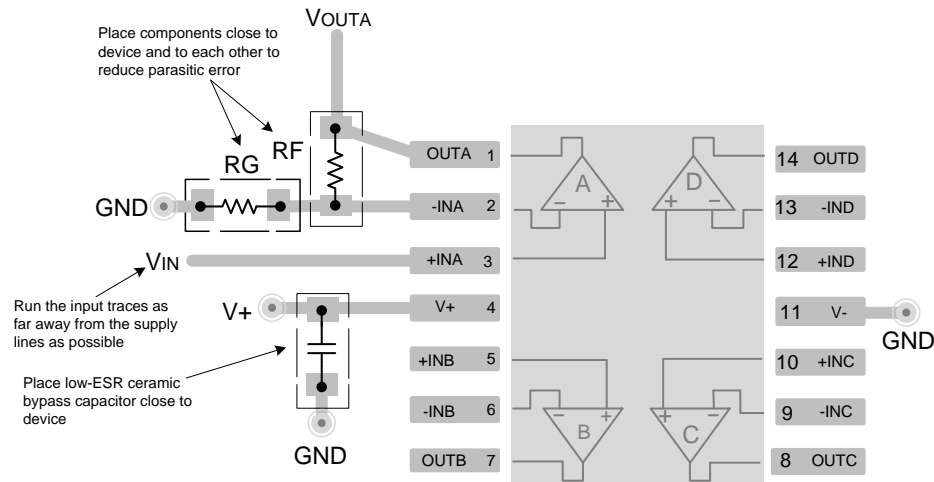 VOUTA
Place components close to
device and to each other to
reduce parasitic error
RG
RF
GND
VIN
Run the input traces as
far away from the supply
lines as possible
V+
Place low-ESR ceramic
bypass capacitor close to
device
GND
OUTA 1
-INA 2
+INA 3
V+ 4
+INB 5
-INB 6
OUTB 7
A
D
− +
+ −
− +
+ −
B
C
14 OUTD
13 -IND
12 +IND
11 V-
GND
10 +INC
9 -INC
8 OUTC